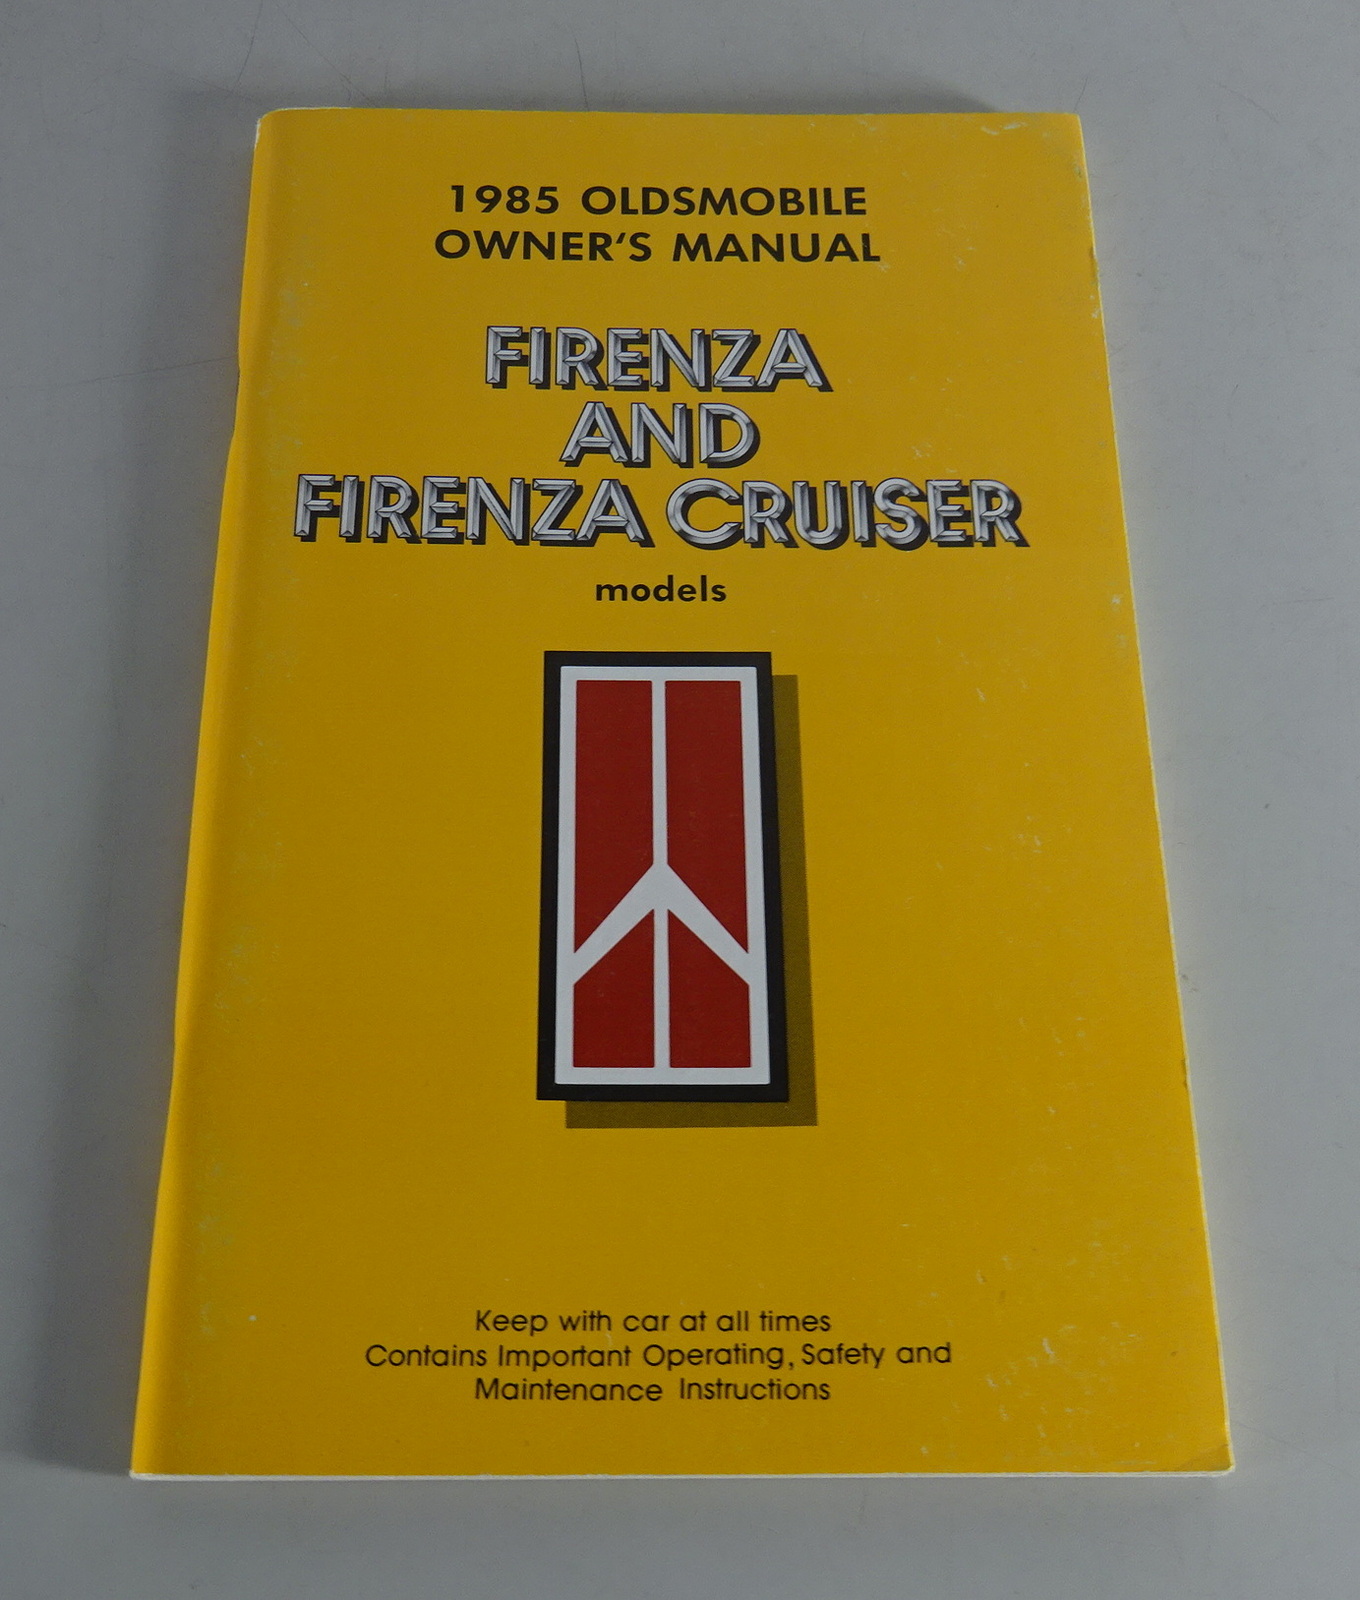 1985 OLDSMOBILE
OWNER‘S MANUAL
FIRENZA
AND
FIRENZA CRUISER
models
Keep with car at all times
Contains Important Operating, Safety and
Maintenance Instructions